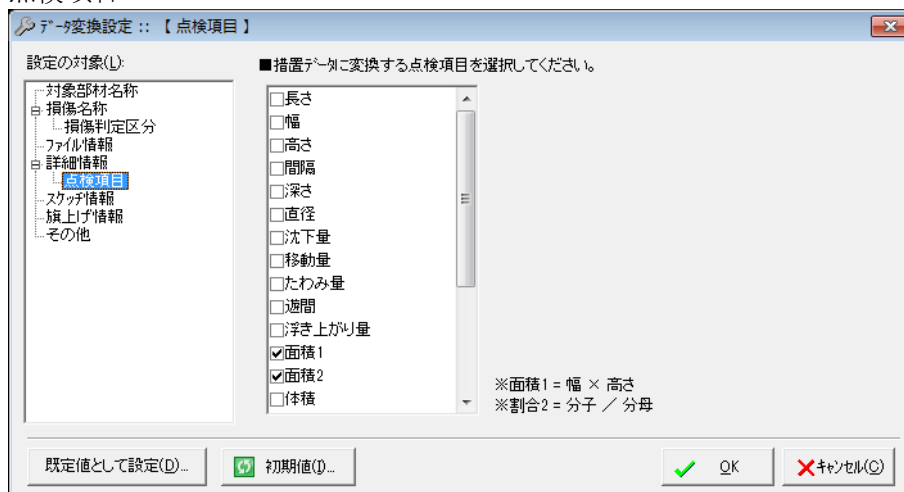 データ変換設定 :: 【 点検項目 】
設定の対象(L):
■措置データに変換する点検項目を選択してください。
対象部材名称
損傷名称
損傷判定区分
ファイル情報
詳細情報
点検項目
スケッチ情報
旗上げ情報
その他
長さ
幅
高さ
間隔
深さ
直径
沈下量
移動量
たわみ量
遊間
浮き上がり量
面積1
面積2
体積
※面積1 = 幅 × 高さ
※割合2 = 分子 ／ 分母
既定値として設定(D)...
初期値(I)...
OK
キャンセル(C)